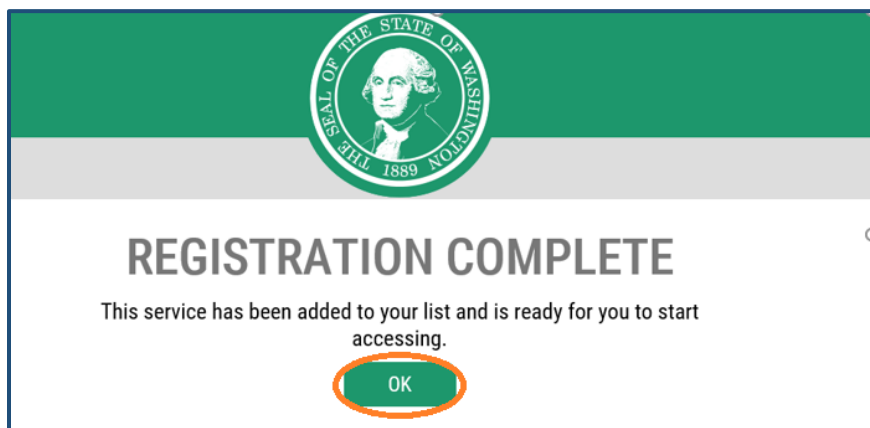 THE SEAL OF THE STATE OF WASHINGTON
1889
REGISTRATION COMPLETE
This service has been added to your list and is ready for you to start
accessing.
OK